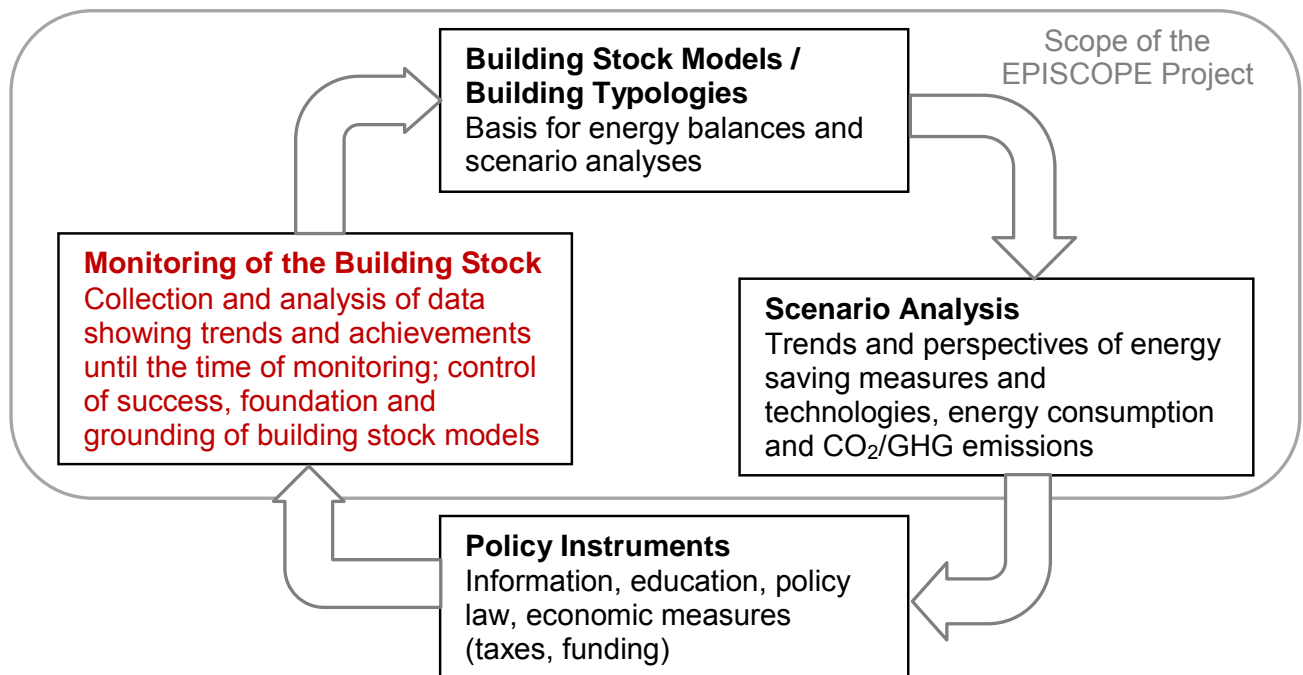 Scope of the
EPISCOPE Project
Building Stock Models /
Building Typologies
Basis for energy balances and
scenario analyses
Monitoring of the Building Stock
Collection and analysis of data
showing trends and achievements
until the time of monitoring; control
of success, foundation and
grounding of building stock models
Scenario Analysis
Trends and perspectives of energy
saving measures and
technologies, energy consumption
and CO₂/GHG emissions
Policy Instruments
Information, education, policy
law, economic measures
(taxes, funding)